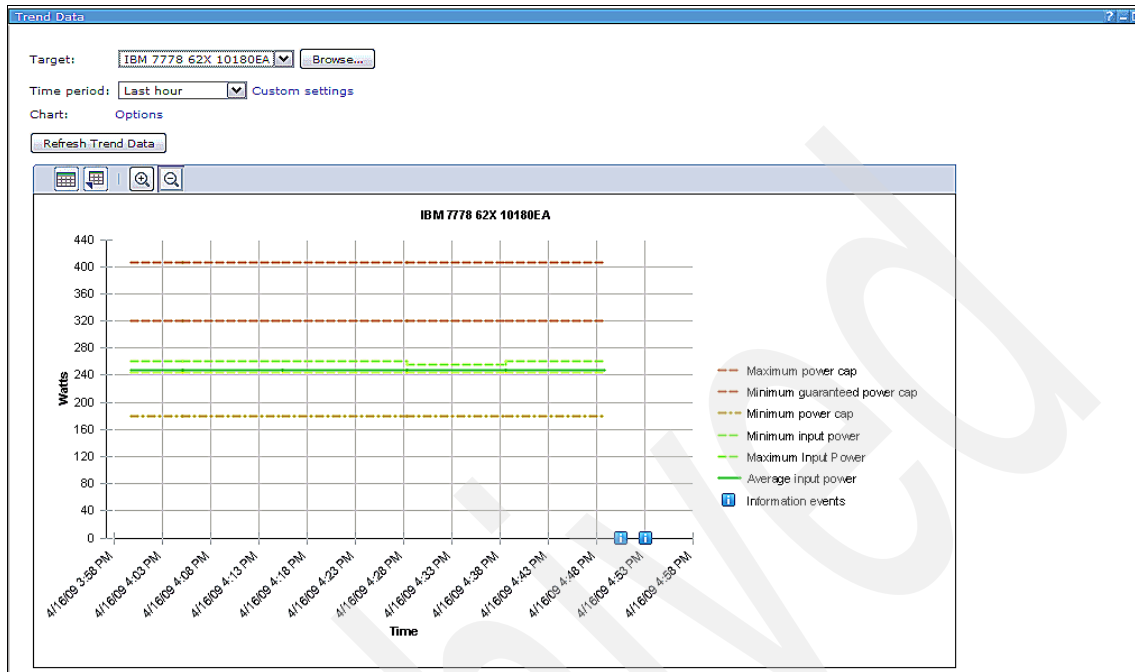 Trend Data
Target: IBM 7778 62X 10180EA Browse...
Time period: Last hour Custom settings
Chart: Options
Refresh Trend Data
IBM 7778 62X 10180EA
440
400
360
320
280
240
200
160
120
80
40
0
Watts
Maximum power cap
Minimum guaranteed power cap
Minimum power cap
Minimum input power
Maximum Input Power
Average input power
Information events
4/16/09 3:58 PM
4/16/09 4:03 PM
4/16/09 4:08 PM
4/16/09 4:13 PM
4/16/09 4:18 PM
4/16/09 4:23 PM
4/16/09 4:28 PM
4/16/09 4:33 PM
4/16/09 4:38 PM
4/16/09 4:43 PM
4/16/09 4:48 PM
4/16/09 4:53 PM
4/16/09 4:58 PM
Time